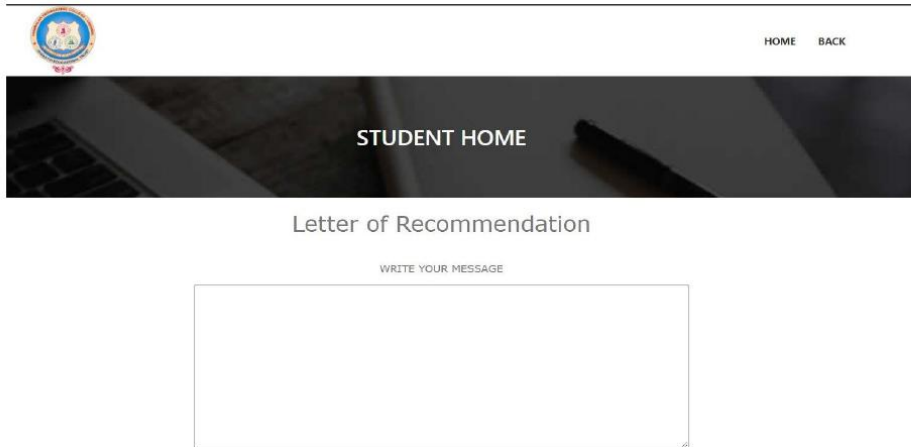 HOME BACK
STUDENT HOME
Letter of Recommendation
WRITE YOUR MESSAGE